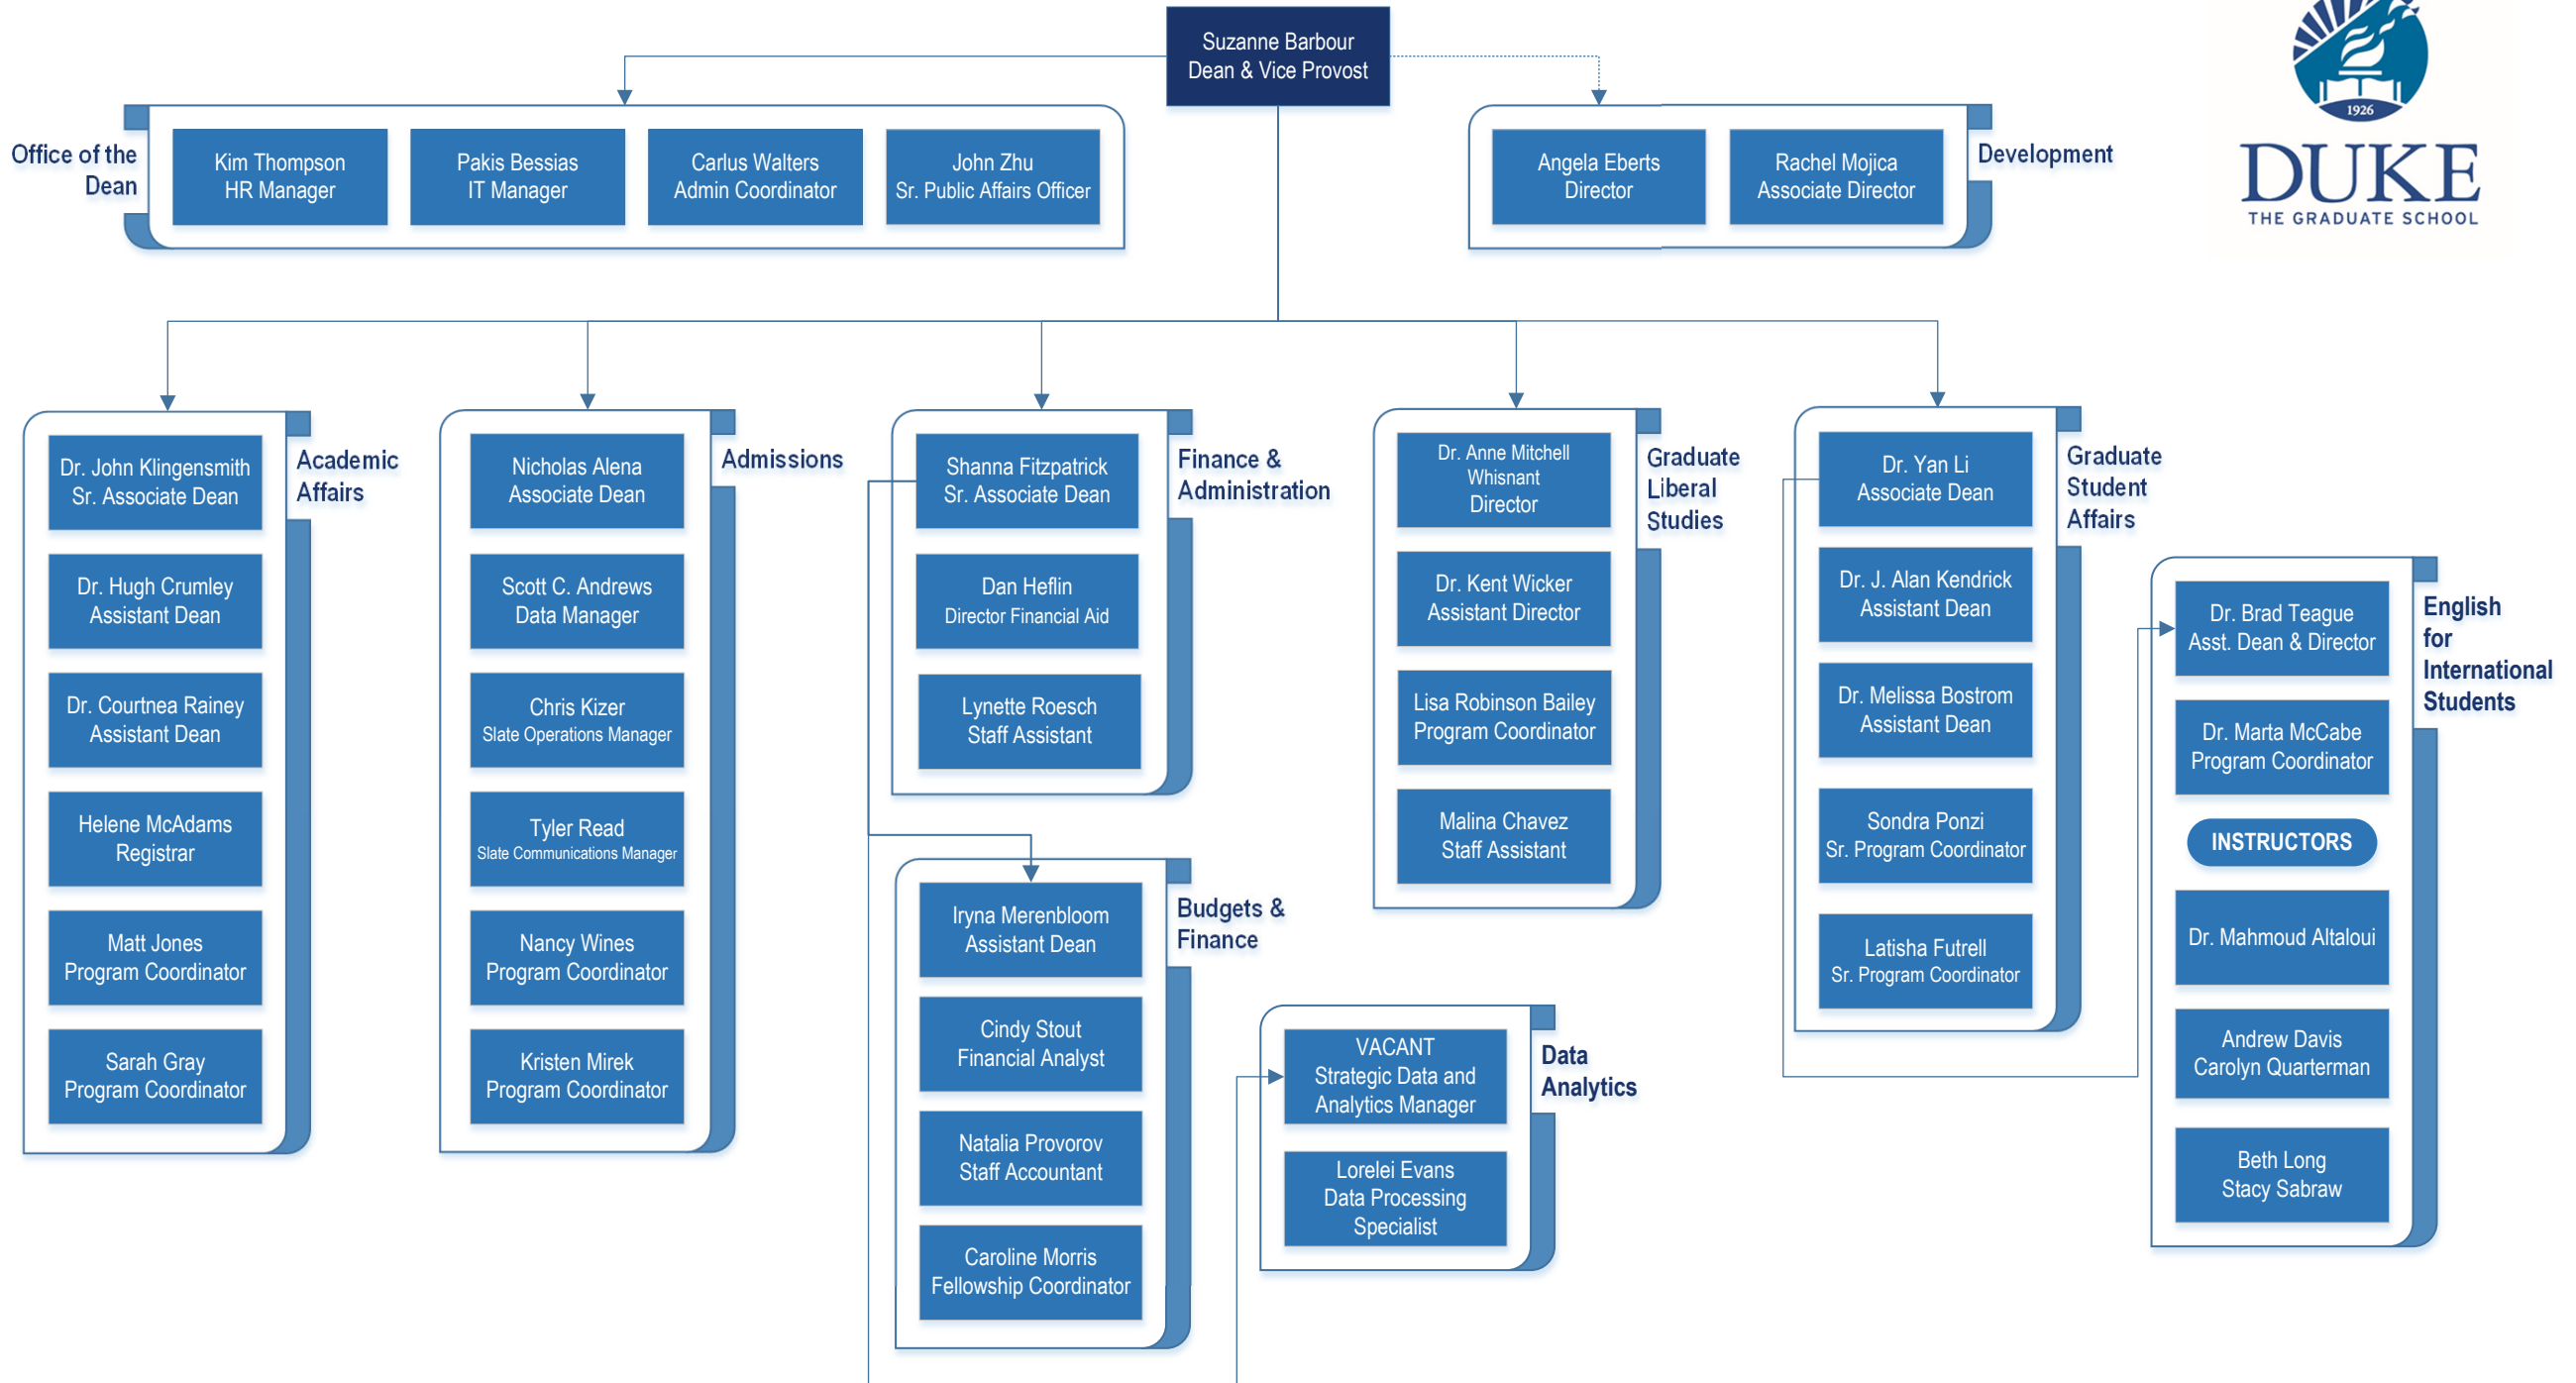 Suzanne Barbour
Dean & Vice Provost
1926
DUKE
THE GRADUATE SCHOOL
Office of the
Dean
Kim Thompson
HR Manager
Pakis Bessias
IT Manager
Carlus Walters
Admin Coordinator
John Zhu
Sr. Public Affairs Officer
Angela Eberts
Director
Rachel Mojica
Associate Director
Development
Academic
Affairs
Dr. John Klingensmith
Sr. Associate Dean
Dr. Hugh Crumley
Assistant Dean
Dr. Courtnea Rainey
Assistant Dean
Helene McAdams
Registrar
Matt Jones
Program Coordinator
Sarah Gray
Program Coordinator
Admissions
Nicholas Alena
Associate Dean
Scott C. Andrews
Data Manager
Chris Kizer
Slate Operations Manager
Tyler Read
Slate Communications Manager
Nancy Wines
Program Coordinator
Kristen Mirek
Program Coordinator
Finance &
Administration
Shanna Fitzpatrick
Sr. Associate Dean
Dan Heflin
Director Financial Aid
Lynette Roesch
Staff Assistant
Budgets &
Finance
Iryna Merenbloom
Assistant Dean
Cindy Stout
Financial Analyst
Natalia Provorov
Staff Accountant
Caroline Morris
Fellowship Coordinator
Data
Analytics
VACANT
Strategic Data and
Analytics Manager
Lorelei Evans
Data Processing
Specialist
Graduate
Liberal
Studies
Dr. Anne Mitchell
Whisnant
Director
Dr. Kent Wicker
Assistant Director
Lisa Robinson Bailey
Program Coordinator
Malina Chavez
Staff Assistant
Graduate
Student
Affairs
Dr. Yan Li
Associate Dean
Dr. J. Alan Kendrick
Assistant Dean
Dr. Melissa Bostrom
Assistant Dean
Sondra Ponzi
Sr. Program Coordinator
Latisha Futrell
Sr. Program Coordinator
English
for
International
Students
Dr. Brad Teague
Asst. Dean & Director
Dr. Marta McCabe
Program Coordinator
INSTRUCTORS
Dr. Mahmoud Altaloui
Andrew Davis
Carolyn Quarterman
Beth Long
Stacy Sabraw